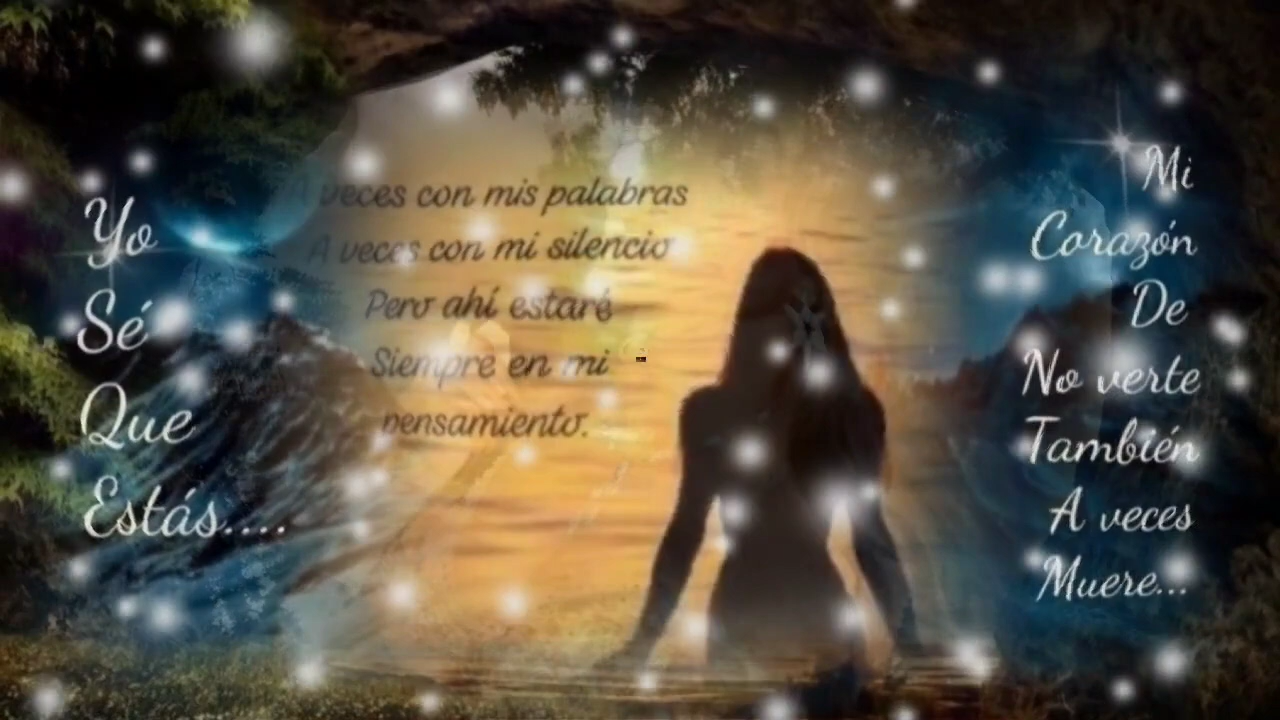 Yo
Sé
Que
Estás....
A veces con mis palabras
A veces con mi silencio
Pero ahí estaré
Siempre en mi
pensamiento.
Mi
Corazón
De
No verte
También
A veces
Muere...